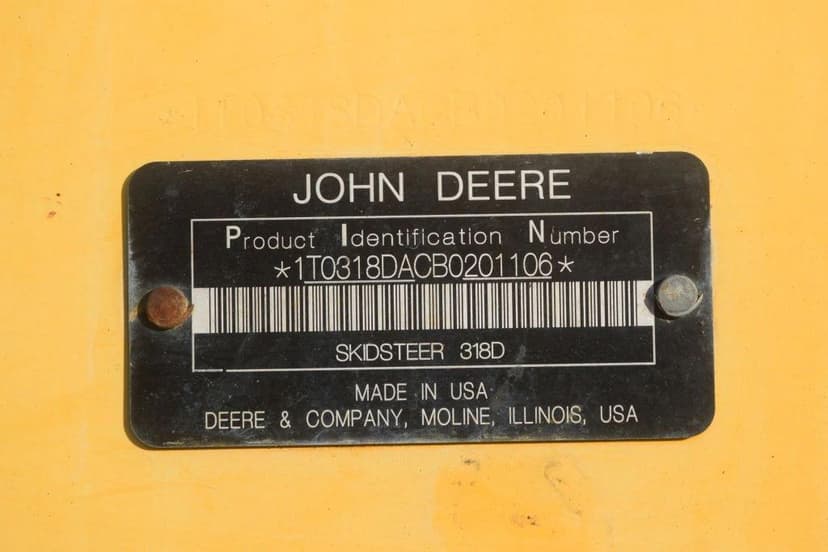 JOHN DEERE
Product Identification Number
*1T0318DACB0201106*
SKIDSTEER 318D
MADE IN USA
DEERE & COMPANY, MOLINE, ILLINOIS, USA